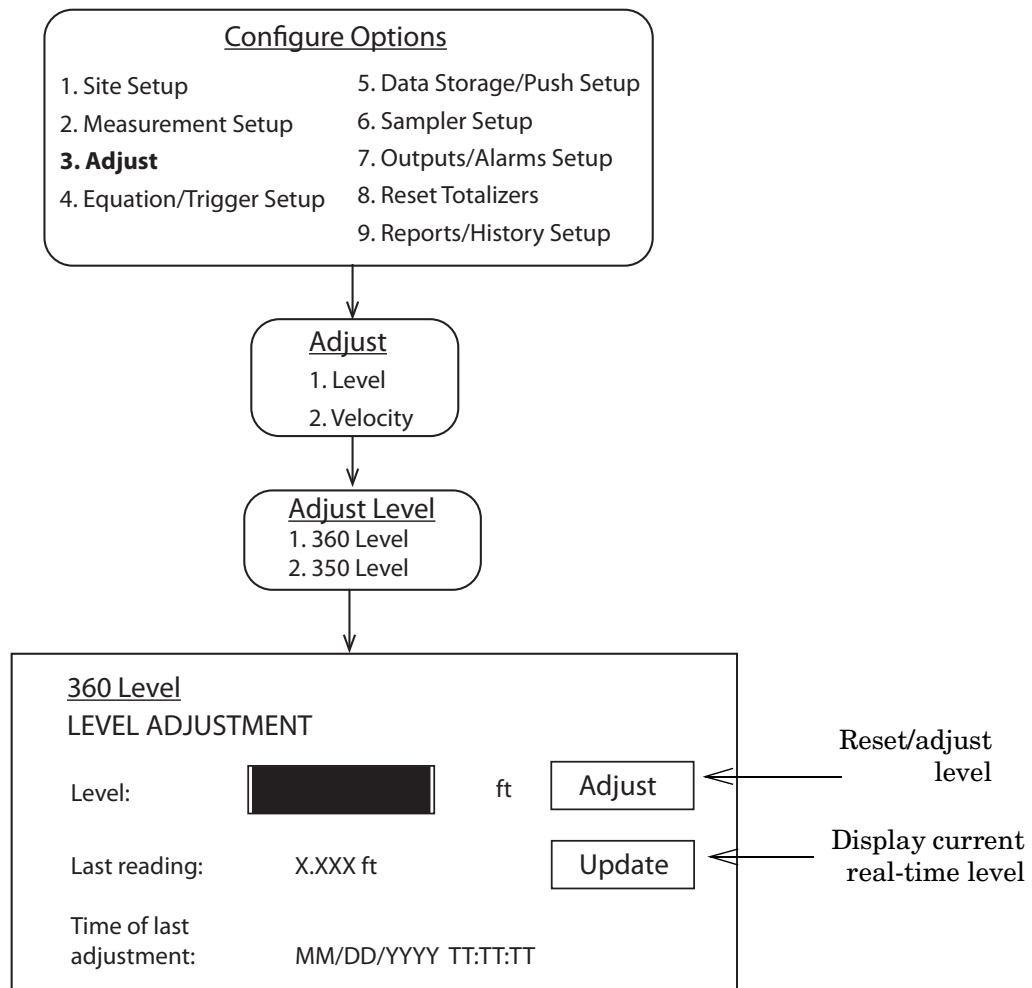 Configure Options
1. Site Setup
2. Measurement Setup
3. Adjust
4. Equation/Trigger Setup
5. Data Storage/Push Setup
6. Sampler Setup
7. Outputs/Alarms Setup
8. Reset Totalizers
9. Reports/History Setup
Adjust
1. Level
2. Velocity
Adjust Level
1. 360 Level
2. 350 Level
360 Level
LEVEL ADJUSTMENT
Level: ft Adjust
Reset/adjust
level
Last reading: X.XXX ft Update
Display current
real-time level
Time of last
adjustment: MM/DD/YYYY TT:TT:TT